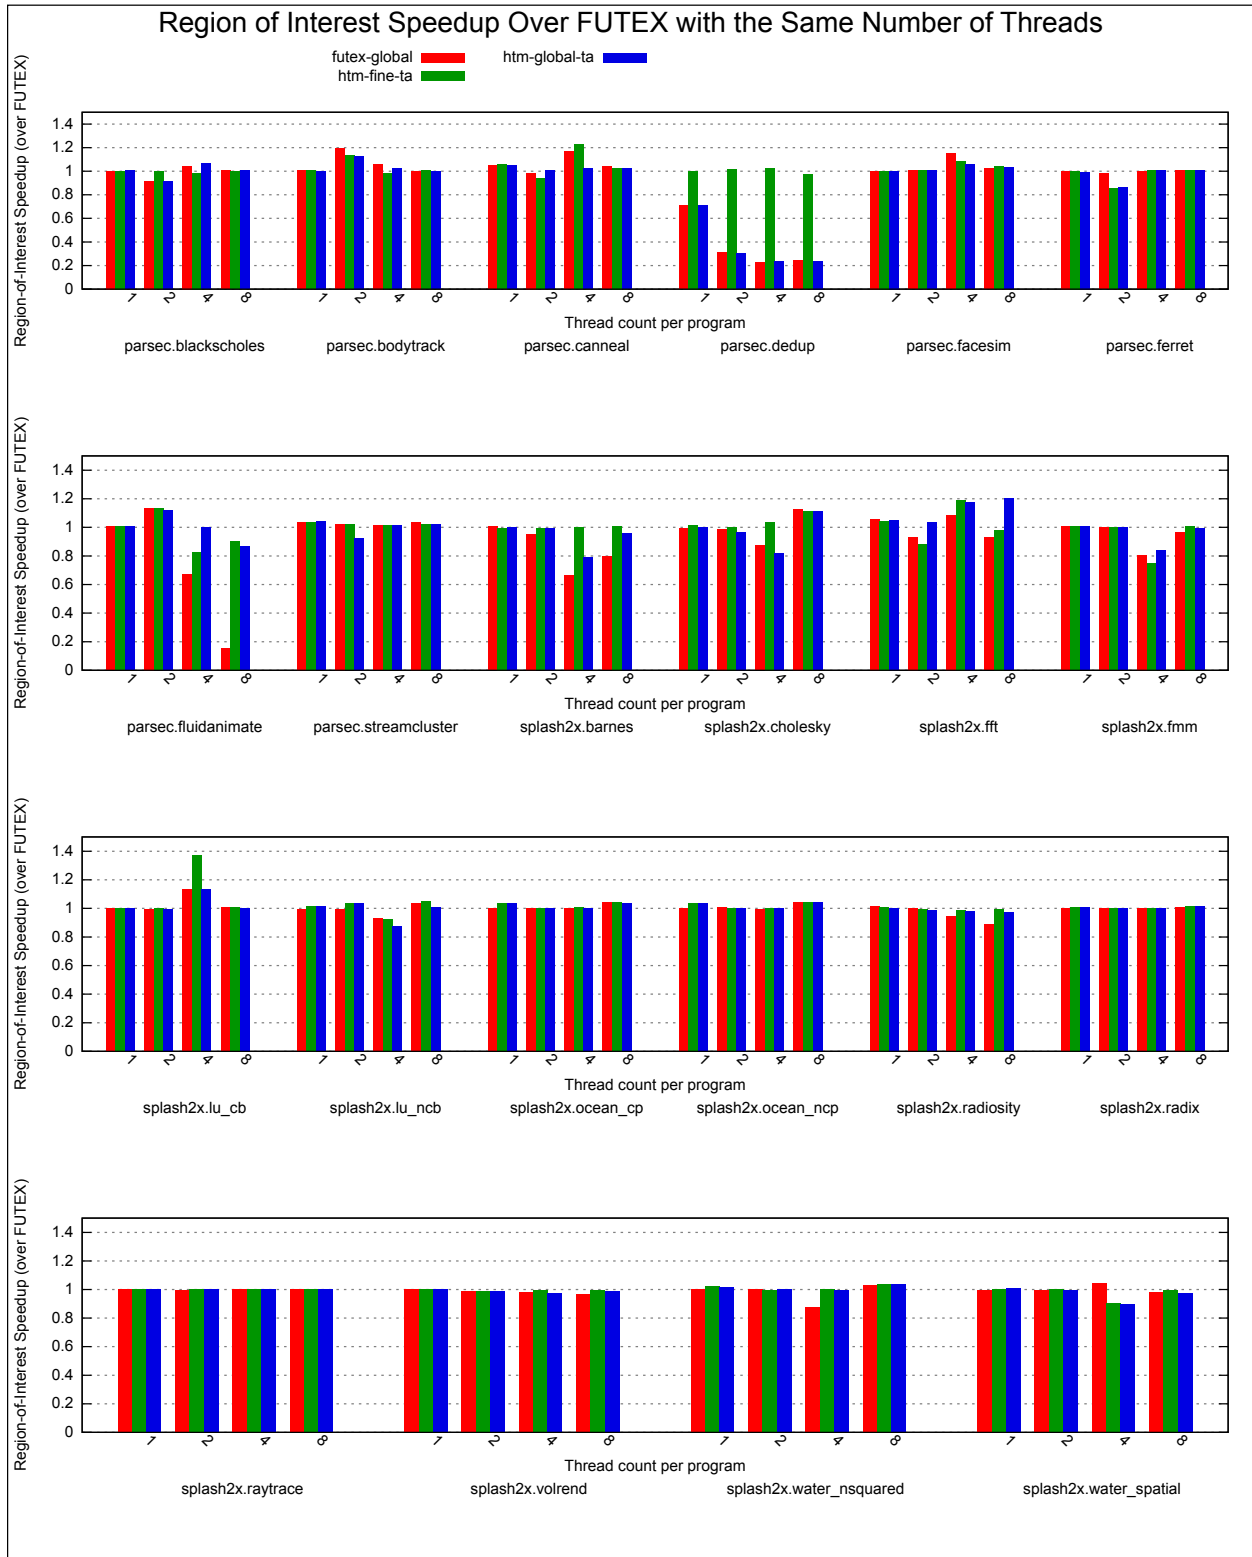 Region of Interest Speedup Over FUTEX with the Same Number of Threads
futex-global htm-global-ta
htm-fine-ta
Region-of-Interest Speedup (over FUTEX)
1.4
1.2
1
0.8
0.6
0.4
0.2
0
1 2 4 8 1 2 4 8 1 2 4 8 1 2 4 8 1 2 4 8 1 2 4 8
Thread count per program
parsec.blackscholes parsec.bodytrack parsec.canneal parsec.dedup parsec.facesim parsec.ferret
Region-of-Interest Speedup (over FUTEX)
1.4
1.2
1
0.8
0.6
0.4
0.2
0
1 2 4 8 1 2 4 8 1 2 4 8 1 2 4 8 1 2 4 8 1 2 4 8
Thread count per program
parsec.fluidanimate parsec.streamcluster splash2x.barnes splash2x.cholesky splash2x.fft splash2x.fmm
Region-of-Interest Speedup (over FUTEX)
1.4
1.2
1
0.8
0.6
0.4
0.2
0
1 2 4 8 1 2 4 8 1 2 4 8 1 2 4 8 1 2 4 8 1 2 4 8
Thread count per program
splash2x.lu_cb splash2x.lu_ncb splash2x.ocean_cp splash2x.ocean_ncp splash2x.radiosity splash2x.radix
Region-of-Interest Speedup (over FUTEX)
1.4
1.2
1
0.8
0.6
0.4
0.2
0
1 2 4 8 1 2 4 8 1 2 4 8 1 2 4 8
Thread count per program
splash2x.raytrace splash2x.volrend splash2x.water_nsquared splash2x.water_spatial